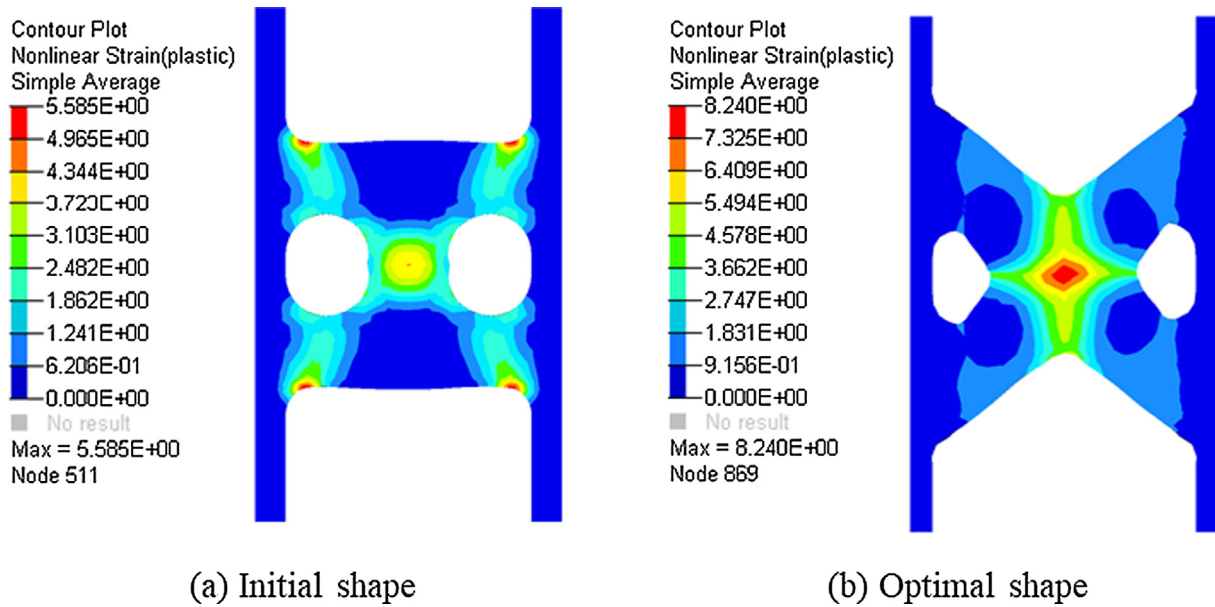 Contour Plot
Nonlinear Strain(plastic)
Simple Average
5.585E+00
4.965E+00
4.344E+00
3.723E+00
3.103E+00
2.482E+00
1.862E+00
1.241E+00
6.206E-01
0.000E+00
No result
Max = 5.585E+00
Node 511
(a) Initial shape
Contour Plot
Nonlinear Strain(plastic)
Simple Average
8.240E+00
7.325E+00
6.409E+00
5.494E+00
4.578E+00
3.662E+00
2.747E+00
1.831E+00
9.156E-01
0.000E+00
No result
Max = 8.240E+00
Node 869
(b) Optimal shape